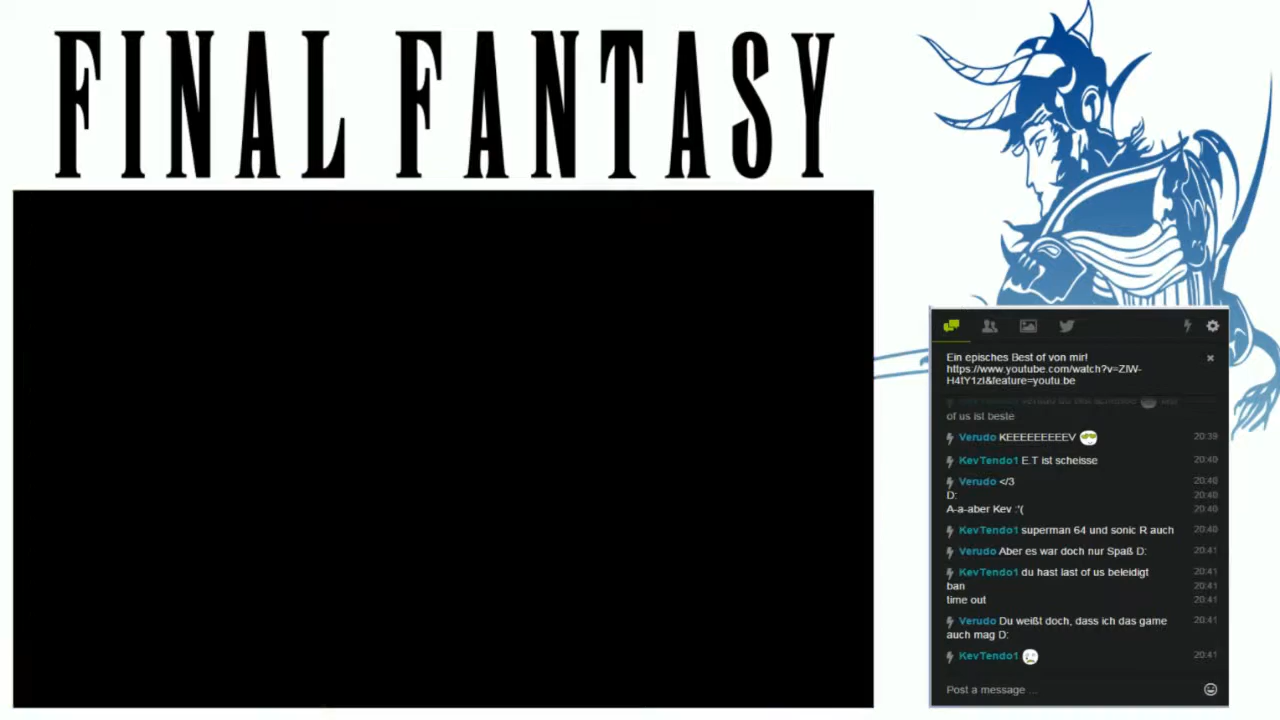 FINAL FANTASY
Ein episches Best of von mir!
https://www.youtube.com/watch?v=ZIW-
H4tY1zI&feature=youtu.be
of us ist beste
Verudo KEEEEEEEEEV 20:39
KevTendo1 E.T ist scheisse 20:40
Verudo </3 20:40
D: 20:40
A-a-aber Kev :'( 20:40
KevTendo1 superman 64 und sonic R auch 20:40
Verudo Aber es war doch nur Spaß D: 20:41
KevTendo1 du hast last of us beleidigt 20:41
ban 20:41
time out 20:41
Verudo Du weißt doch, dass ich das game 20:41
auch mag D:
KevTendo1 20:41
Post a message ...